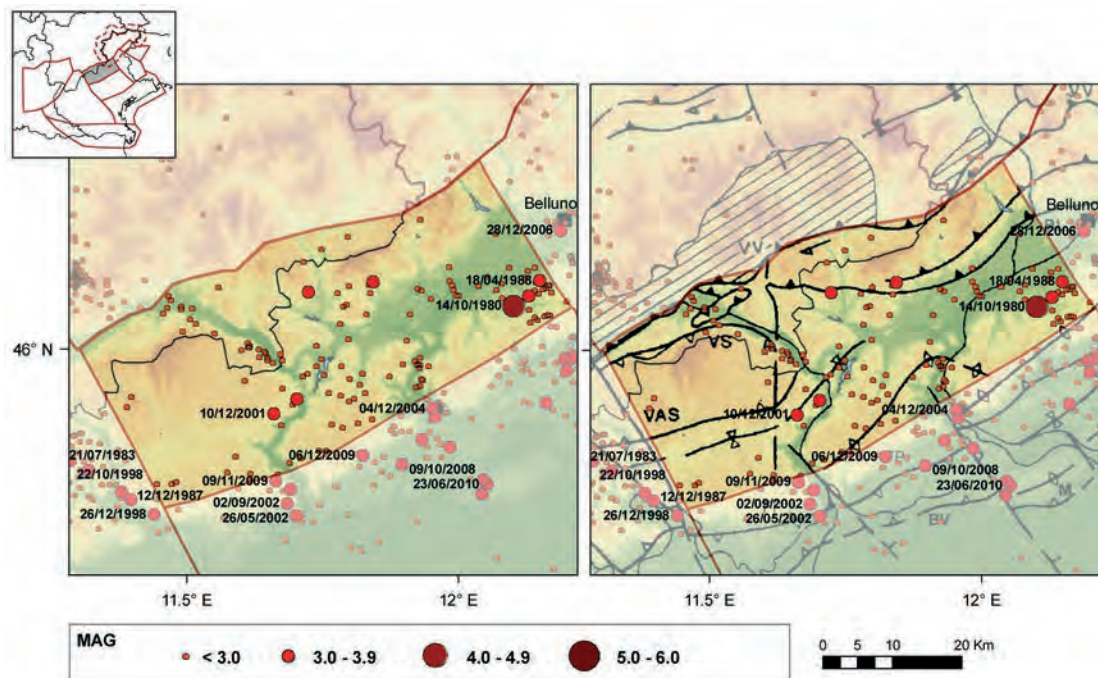 Belluno
28/12/2006
18/04/1988
14/10/1980
46° N
10/12/2001
04/12/2004
21/07/1983
06/12/2009
22/10/1998
09/11/2009
09/10/2008
12/12/1987
23/06/2010
02/09/2002
26/12/1998
26/05/2002
11.5° E
12° E
VV
Belluno
28/12/2006
VV
18/04/1988
14/10/1980
VS
VAS
10/12/2001
04/12/2004
21/07/1983
06/12/2009
TP
22/10/1998
09/11/2009
09/10/2008
12/12/1987
23/06/2010
M
02/09/2002
26/12/1998
26/05/2002
BV
11.5° E
12° E
MAG
< 3.0
3.0 - 3.9
4.0 - 4.9
5.0 - 6.0
0 5 10 20 Km